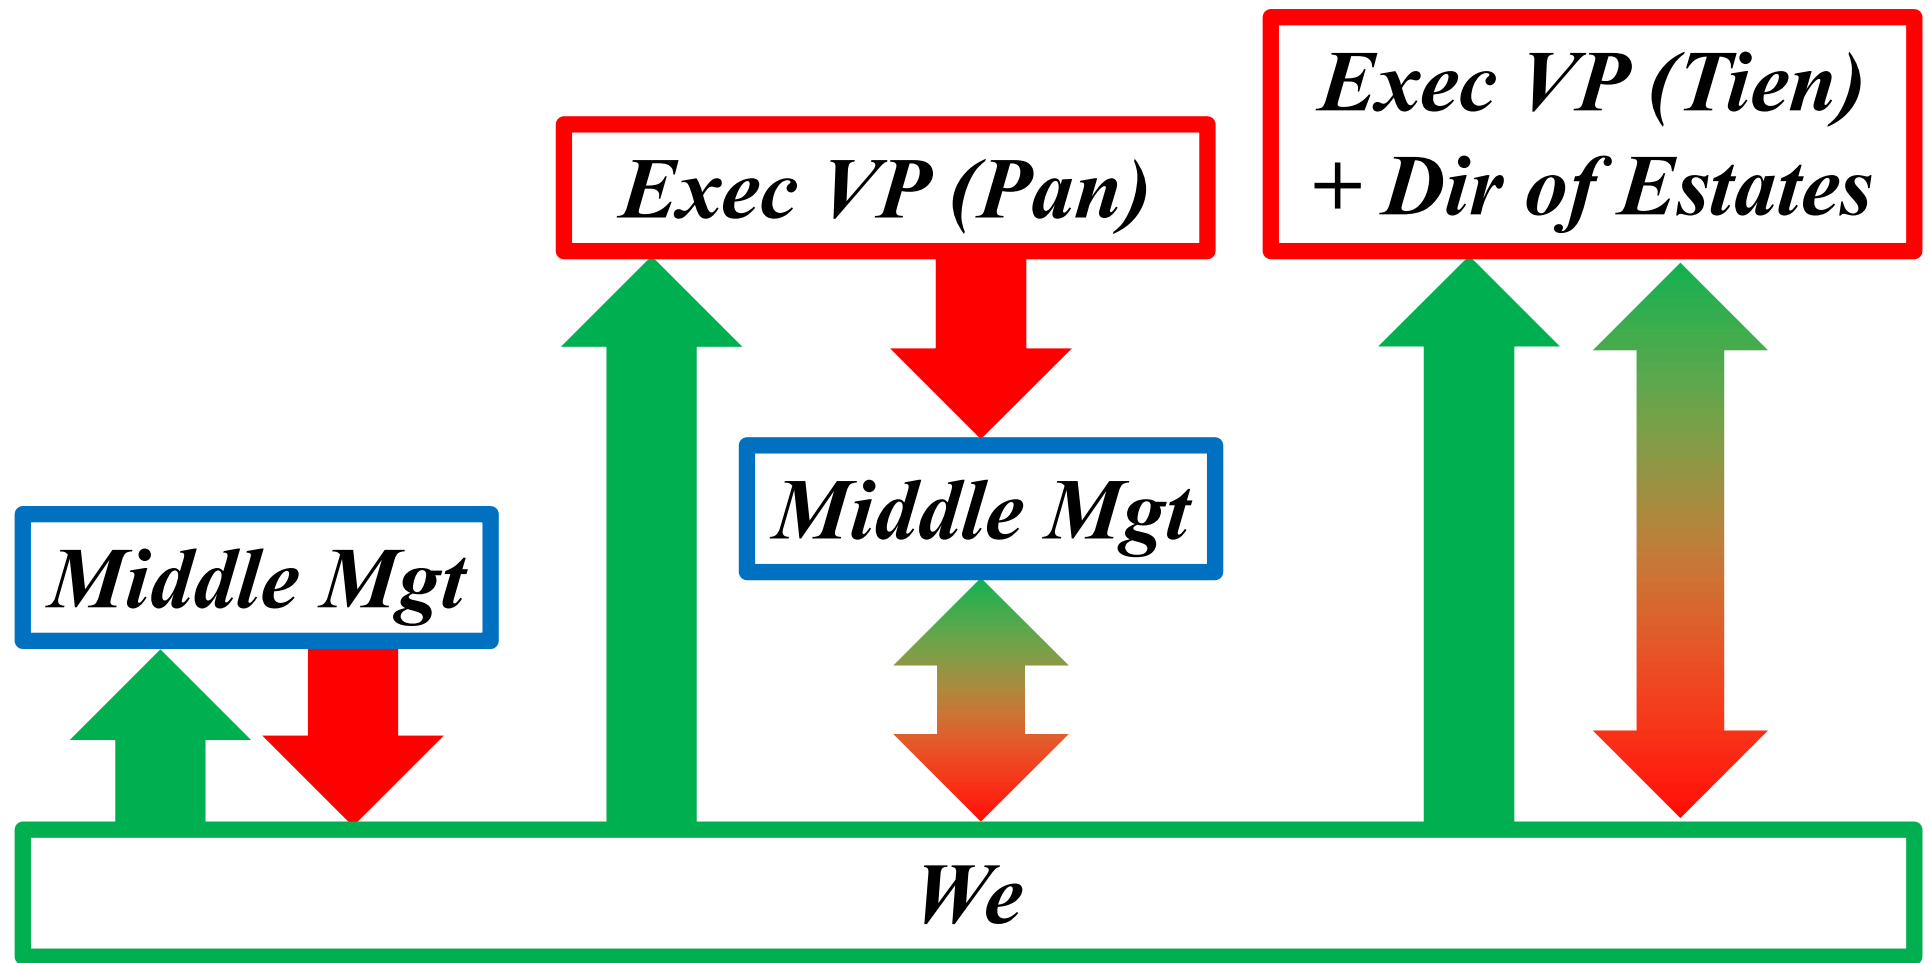 Exec VP (Tien)
+ Dir of Estates
Exec VP (Pan)
Middle Mgt
Middle Mgt
We